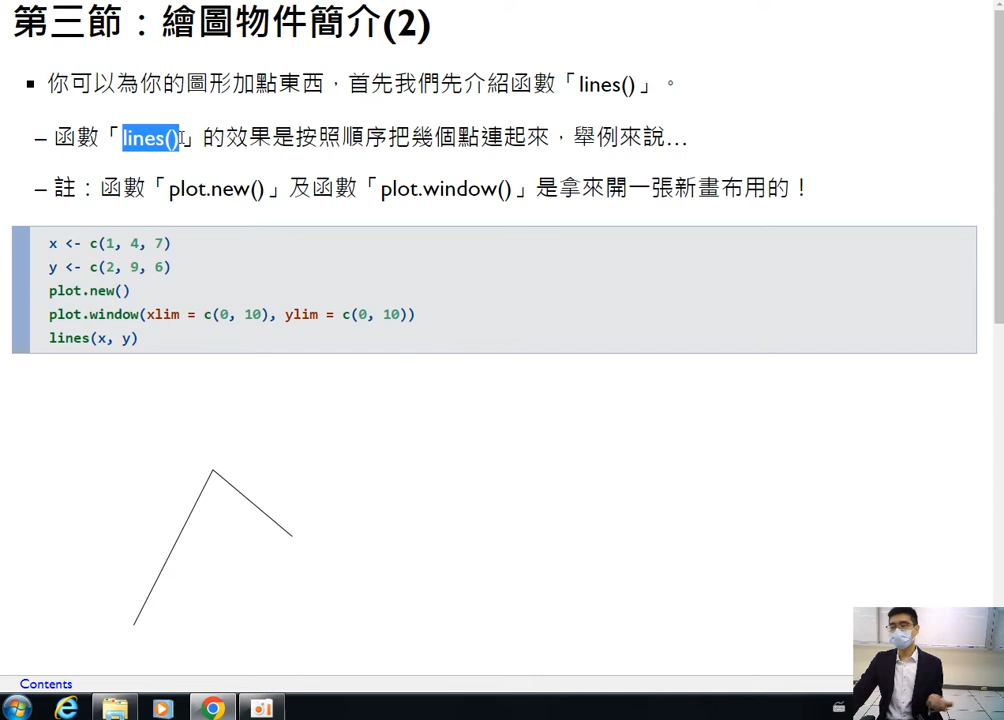 第三節：繪圖物件簡介(2)
▪ 你可以為你的圖形加點東西，首先我們先介紹函數「lines()」。
– 函數「lines()」的效果是按照順序把幾個點連起來，舉例來說…
– 註：函數「plot.new()」及函數「plot.window()」是拿來開一張新畫布用的！
x <- c(1, 4, 7)
y <- c(2, 9, 6)
plot.new()
plot.window(xlim = c(0, 10), ylim = c(0, 10))
lines(x, y)
Contents